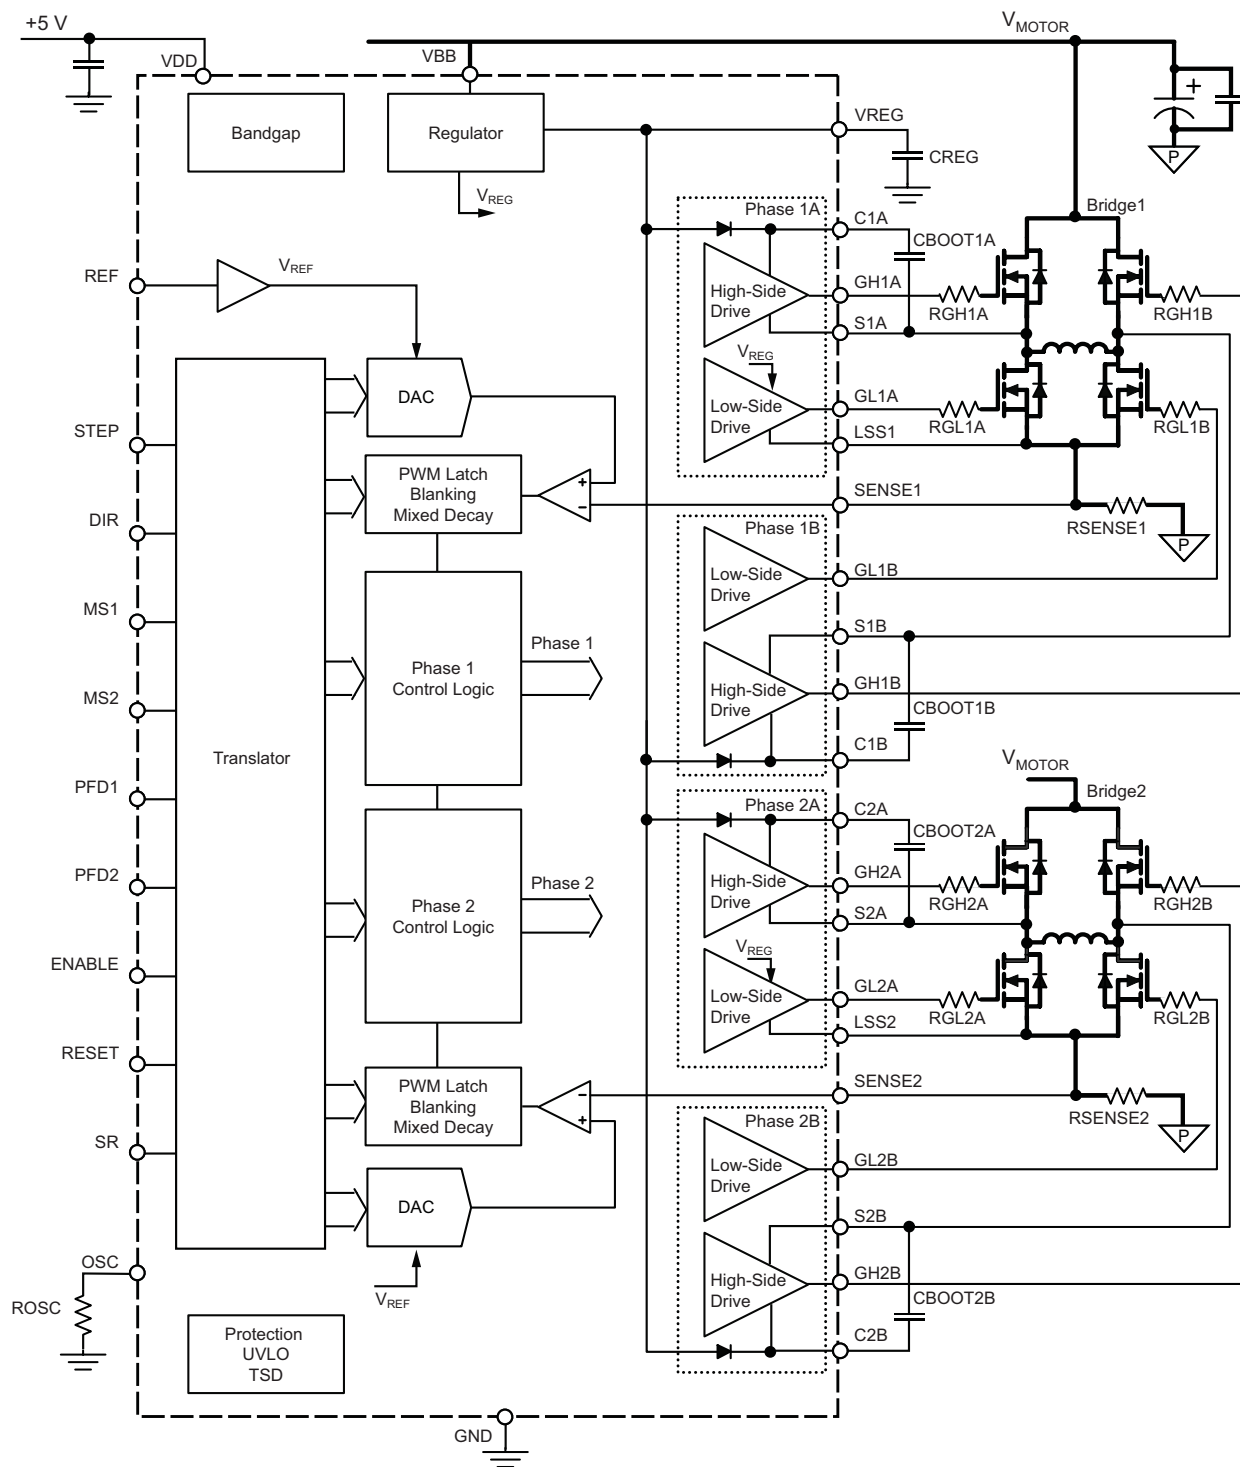 +5 V
VDD
VBB
VMOTOR
+
P
Bandgap
Regulator
VREG
VREG
CREG
Phase 1A
C1A
CBOOT1A
Bridge1
REF
VREF
High-Side
Drive
GH1A
RGH1A
RGH1B
S1A
VREG
DAC
Low-Side
Drive
GL1A
RGL1A
RGL1B
LSS1
STEP
PWM Latch
Blanking
Mixed Decay
+
–
SENSE1
RSENSE1
P
DIR
Phase 1B
Low-Side
Drive
GL1B
MS1
S1B
Phase 1
Phase 1
Control Logic
High-Side
Drive
GH1B
CBOOT1B
MS2
C1B
Translator
VMOTOR
Bridge2
PFD1
Phase 2A
C2A
CBOOT2A
PFD2
Phase 2
Phase 2
Control Logic
High-Side
Drive
GH2A
RGH2A
RGH2B
S2A
VREG
ENABLE
Low-Side
Drive
GL2A
RGL2A
RGL2B
LSS2
RESET
PWM Latch
Blanking
Mixed Decay
–
+
SENSE2
RSENSE2
P
SR
Phase 2B
Low-Side
Drive
GL2B
DAC
S2B
OSC
VREF
High-Side
Drive
GH2B
CBOOT2B
ROSC
C2B
Protection
UVLO
TSD
GND